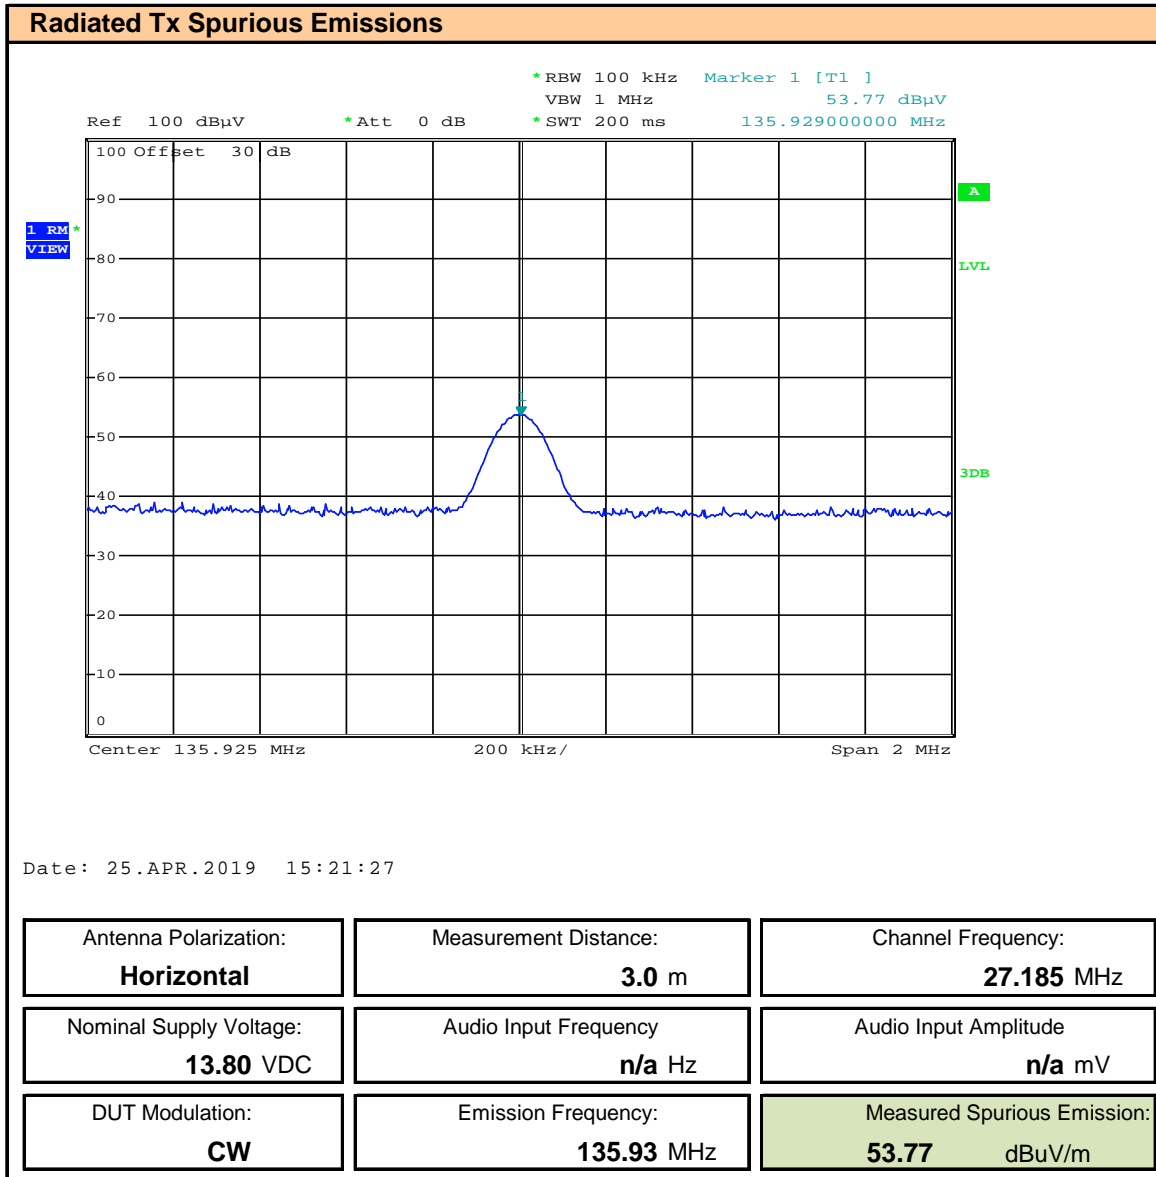 Radiated Tx Spurious Emissions
*RBW 100 kHz Marker 1 [T1 ]
VBW 1 MHz 53.77 dBµV
Ref 100 dBµV *Att 0 dB *SWT 200 ms 135.929000000 MHz
100 Offset 30 dB
90
A
1 RM *
VIEW
80
LVL
70
60
1
50
3DB
40
30
20
10
0
Center 135.925 MHz 200 kHz/ Span 2 MHz
Date: 25.APR.2019 15:21:27
Antenna Polarization: Measurement Distance: Channel Frequency:
Horizontal 3.0 m 27.185 MHz
Nominal Supply Voltage: Audio Input Frequency Audio Input Amplitude
13.80 VDC n/a Hz n/a mV
DUT Modulation: Emission Frequency: Measured Spurious Emission:
CW 135.93 MHz 53.77 dBuV/m